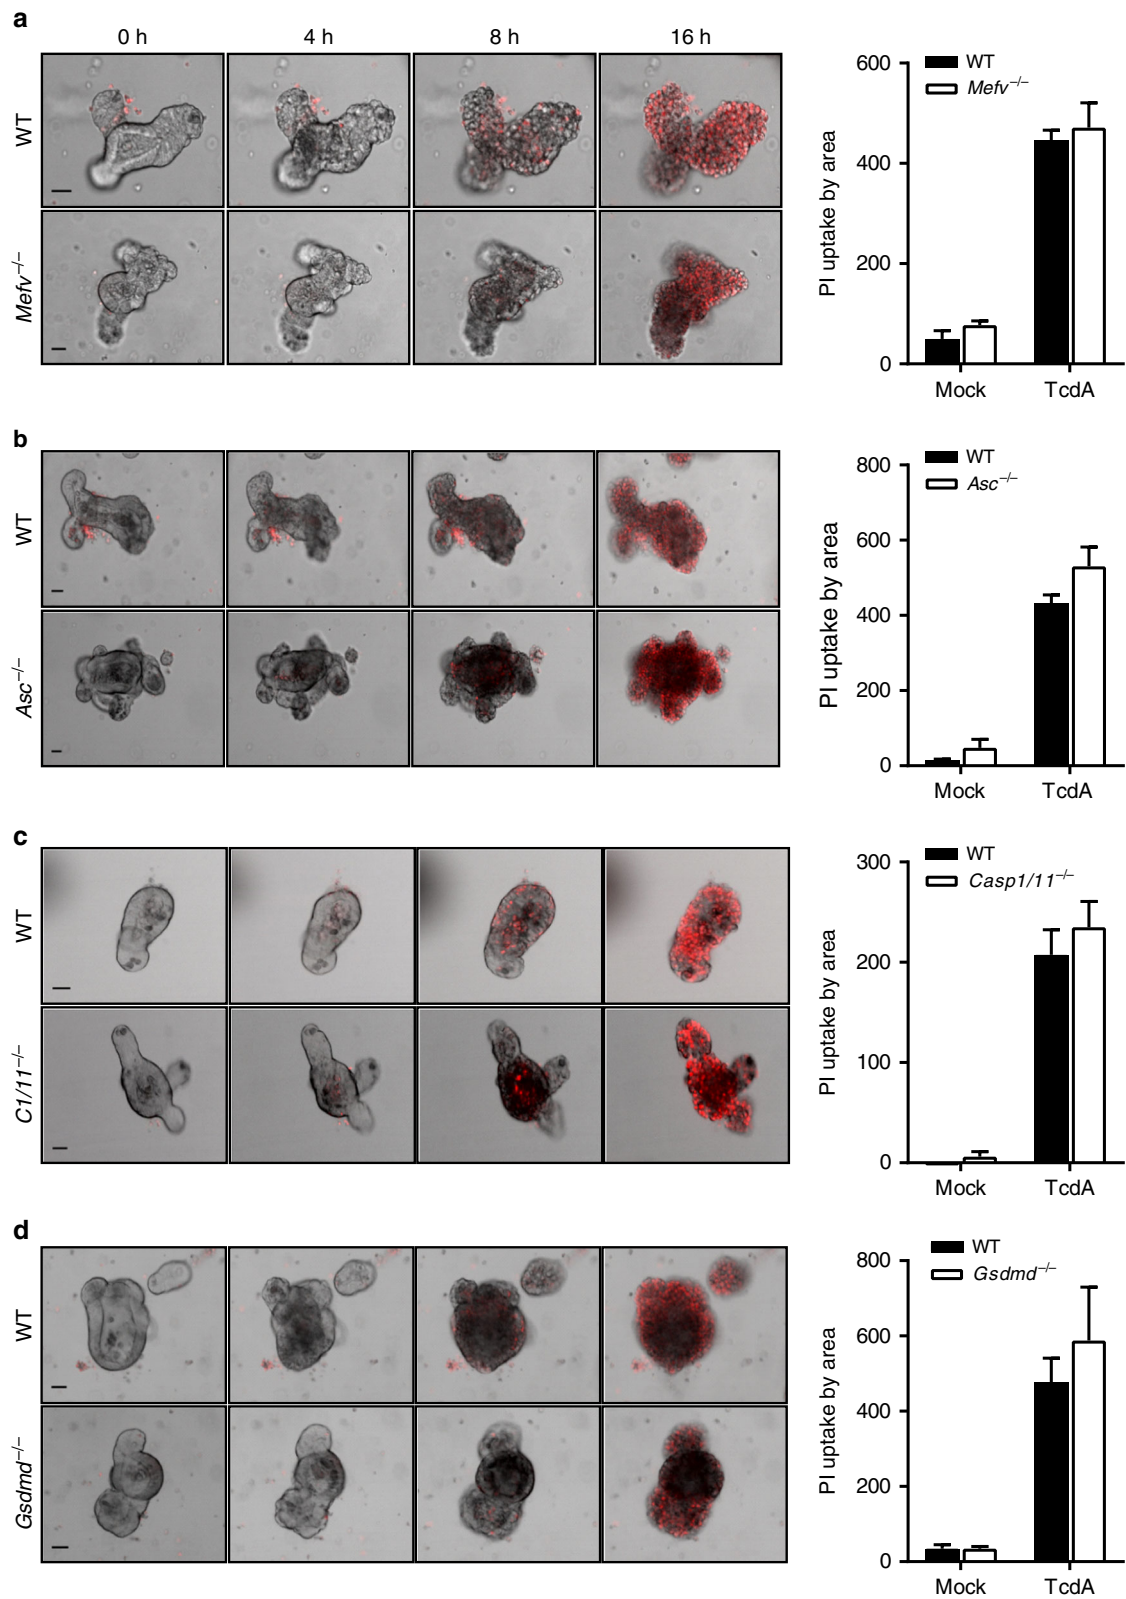 a
0 h 4 h 8 h 16 h
WT
Mefv–/–
600
400
200
0
PI uptake by area
WT
Mefv–/–
Mock TcdA
b
WT
Asc–/–
800
600
400
200
0
PI uptake by area
WT
Asc–/–
Mock TcdA
c
WT
C1/11–/–
300
200
100
0
PI uptake by area
WT
Casp1/11–/–
Mock TcdA
d
WT
Gsdmd–/–
800
600
400
200
0
PI uptake by area
WT
Gsdmd–/–
Mock TcdA